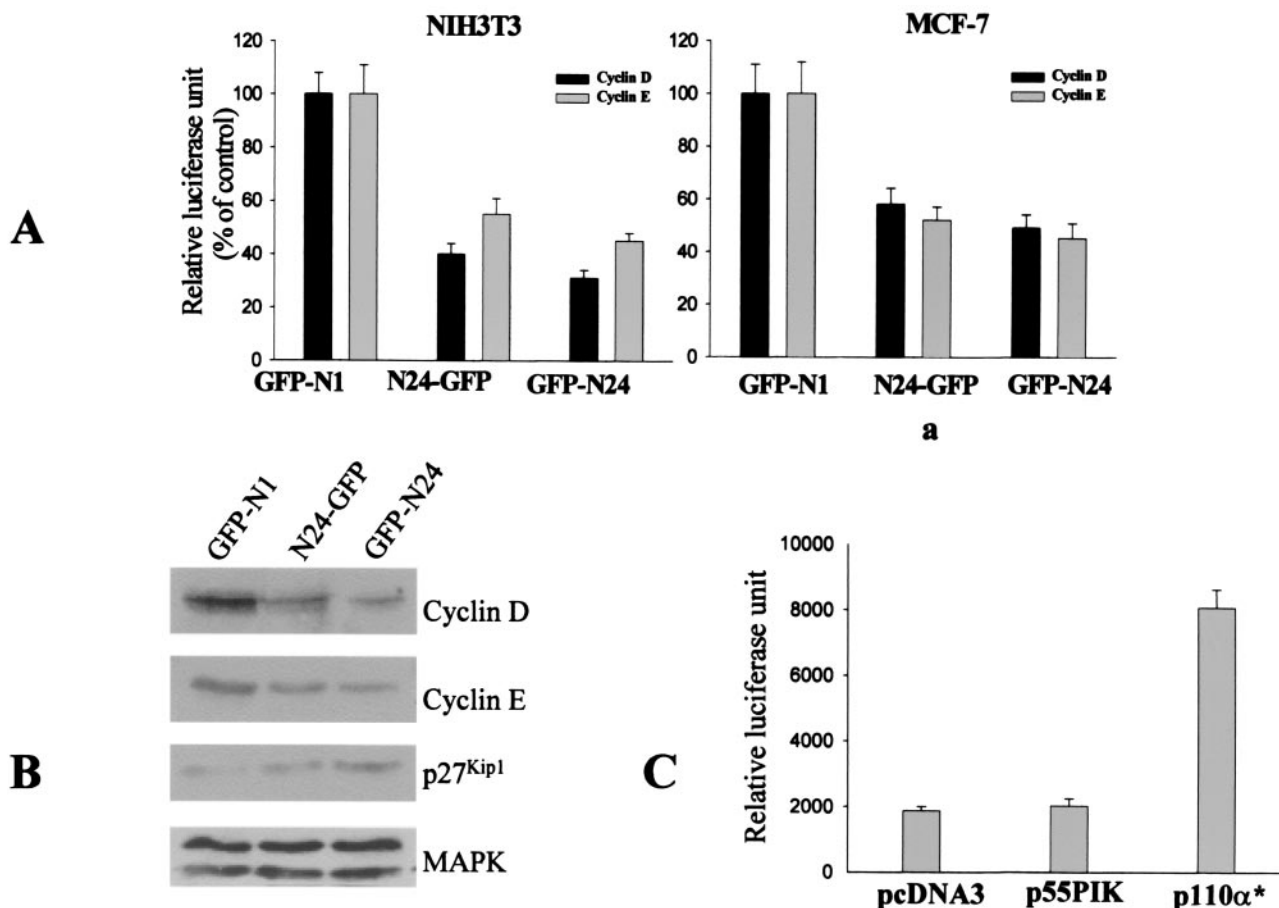 A
NIH3T3
Relative luciferase unit
(% of control)
120
100
80
60
40
20
0
Cyclin D
Cyclin E
GFP-N1 N24-GFP GFP-N24
MCF-7
120
100
80
60
40
20
0
Cyclin D
Cyclin E
GFP-N1 N24-GFP GFP-N24
a
B
GFP-N1 N24-GFP GFP-N24
Cyclin D
Cyclin E
p27Kip1
MAPK
C
Relative luciferase unit
10000
8000
6000
4000
2000
0
pcDNA3 p55PIK p110α*